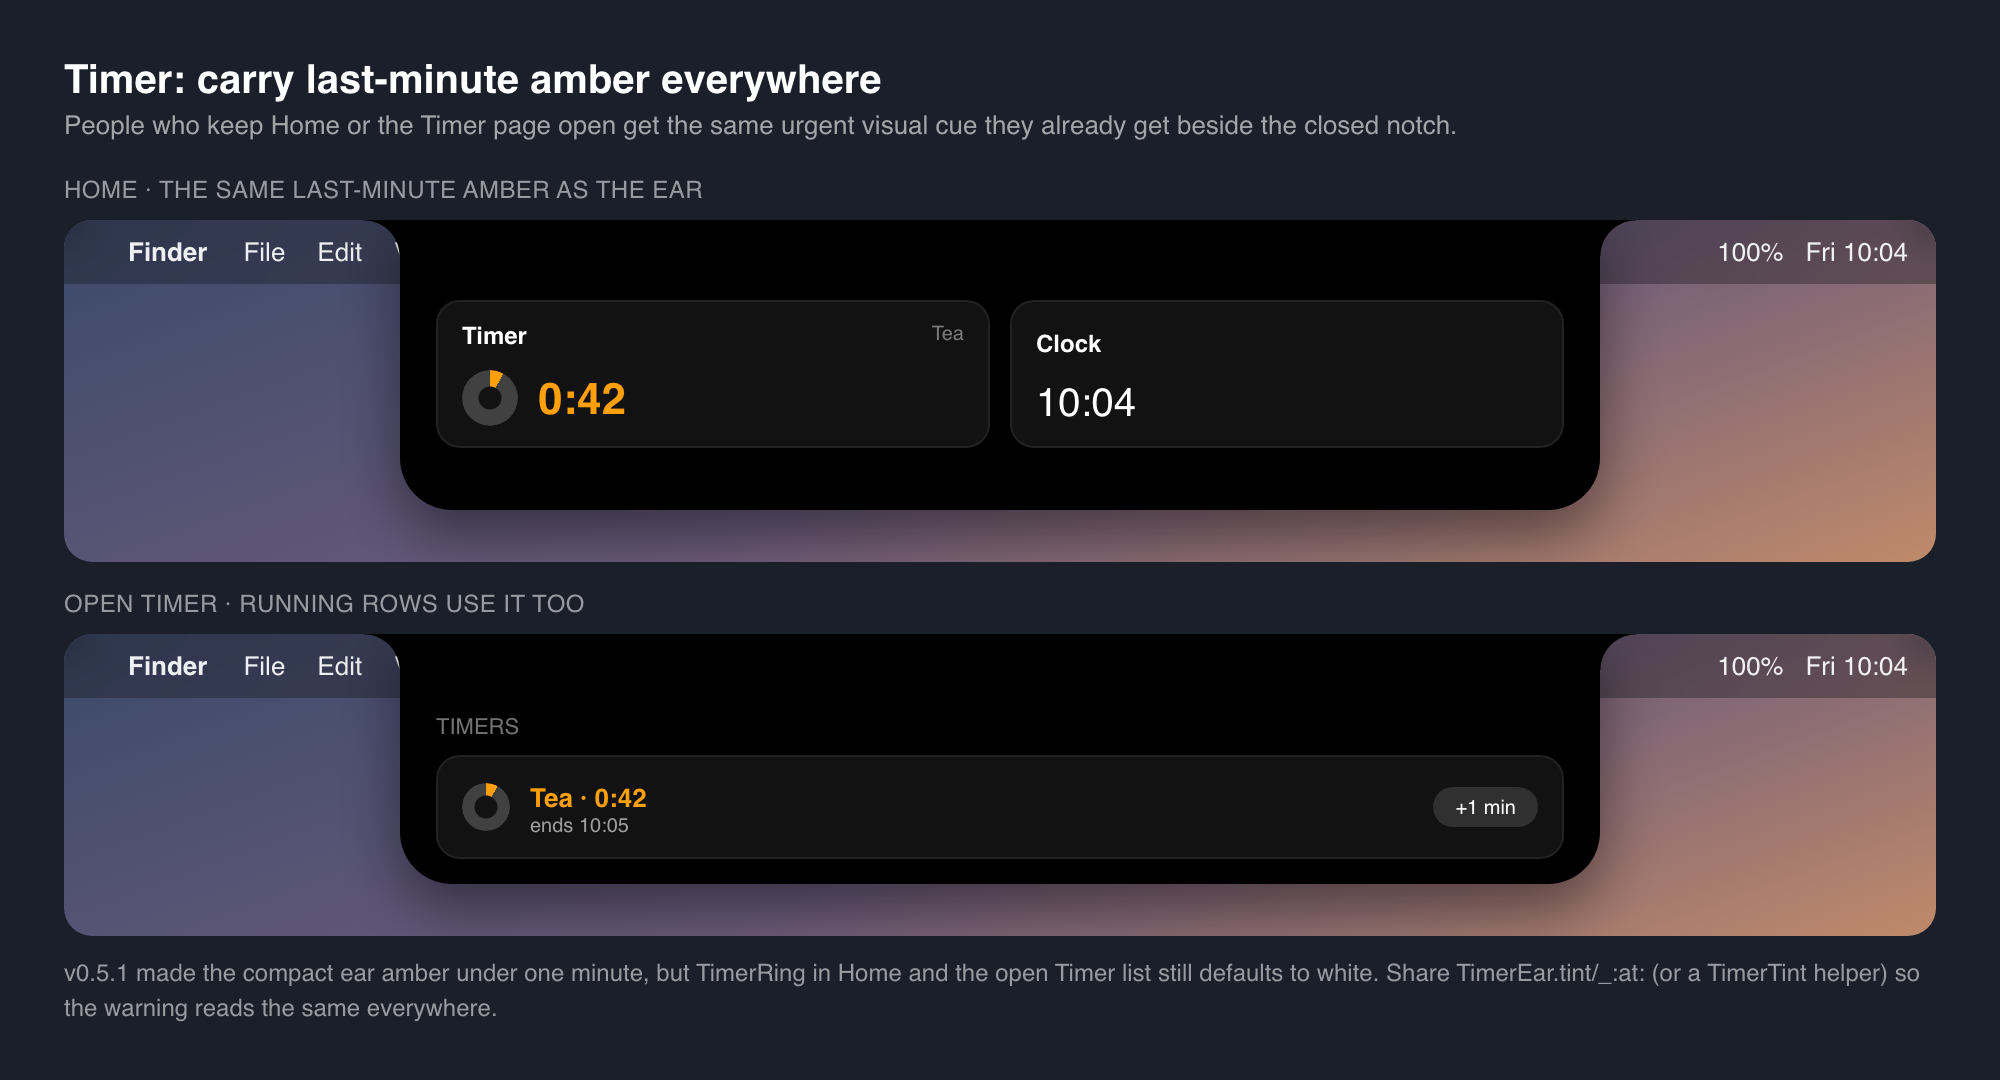 Timer: carry last-minute amber everywhere
People who keep Home or the Timer page open get the same urgent visual cue they already get beside the closed notch.
HOME · THE SAME LAST-MINUTE AMBER AS THE EAR
Finder File Edit
100% Fri 10:04
Timer
Tea
0:42
Clock
10:04
OPEN TIMER · RUNNING ROWS USE IT TOO
Finder File Edit
100% Fri 10:04
TIMERS
Tea · 0:42
ends 10:05
+1 min
v0.5.1 made the compact ear amber under one minute, but TimerRing in Home and the open Timer list still defaults to white. Share TimerEar.tint/_:at: (or a TimerTint helper) so
the warning reads the same everywhere.